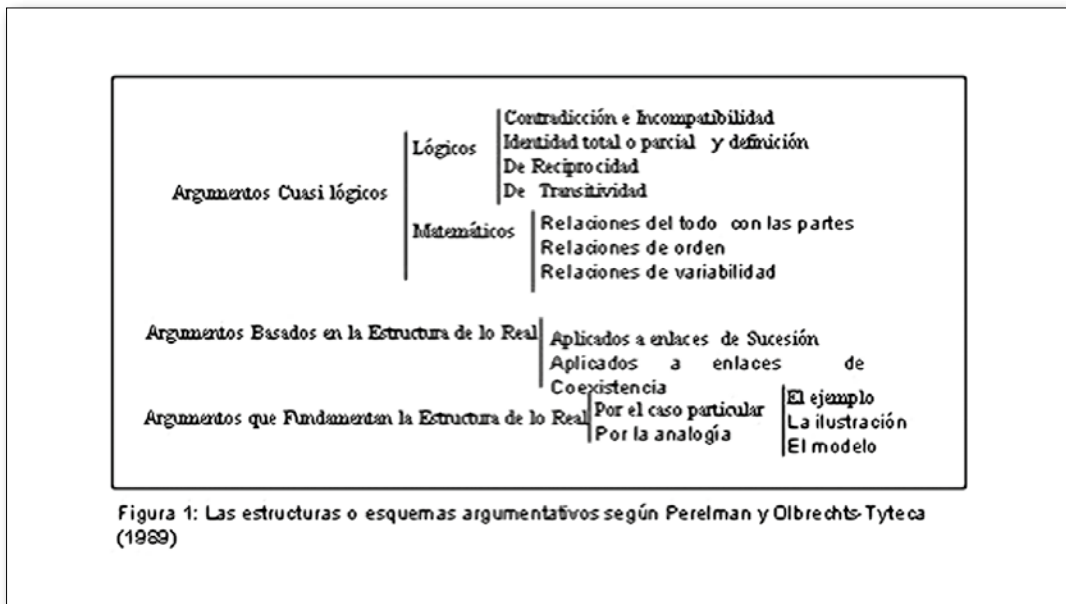 Contradicción e Incompatibilidad
Lógicos
Identidad total o parcial y definición
De Reciprocidad
De Transitividad
Argumentos Cuasi lógicos
Matemáticos
Relaciones del todo con las partes
Relaciones de orden
Relaciones de variabilidad
Argumentos Basados en la Estructura de lo Real
Aplicados a enlaces de Sucesión
Aplicados a enlaces de
Coexistencia
Argumentos que Fundamentan la Estructura de lo Real
Por el caso particular
Por la analogía
El ejemplo
La ilustración
El modelo
Figura 1: Las estructuras o esquemas argumentativos según Perelman y Olbrechts-Tyteca
(1989)